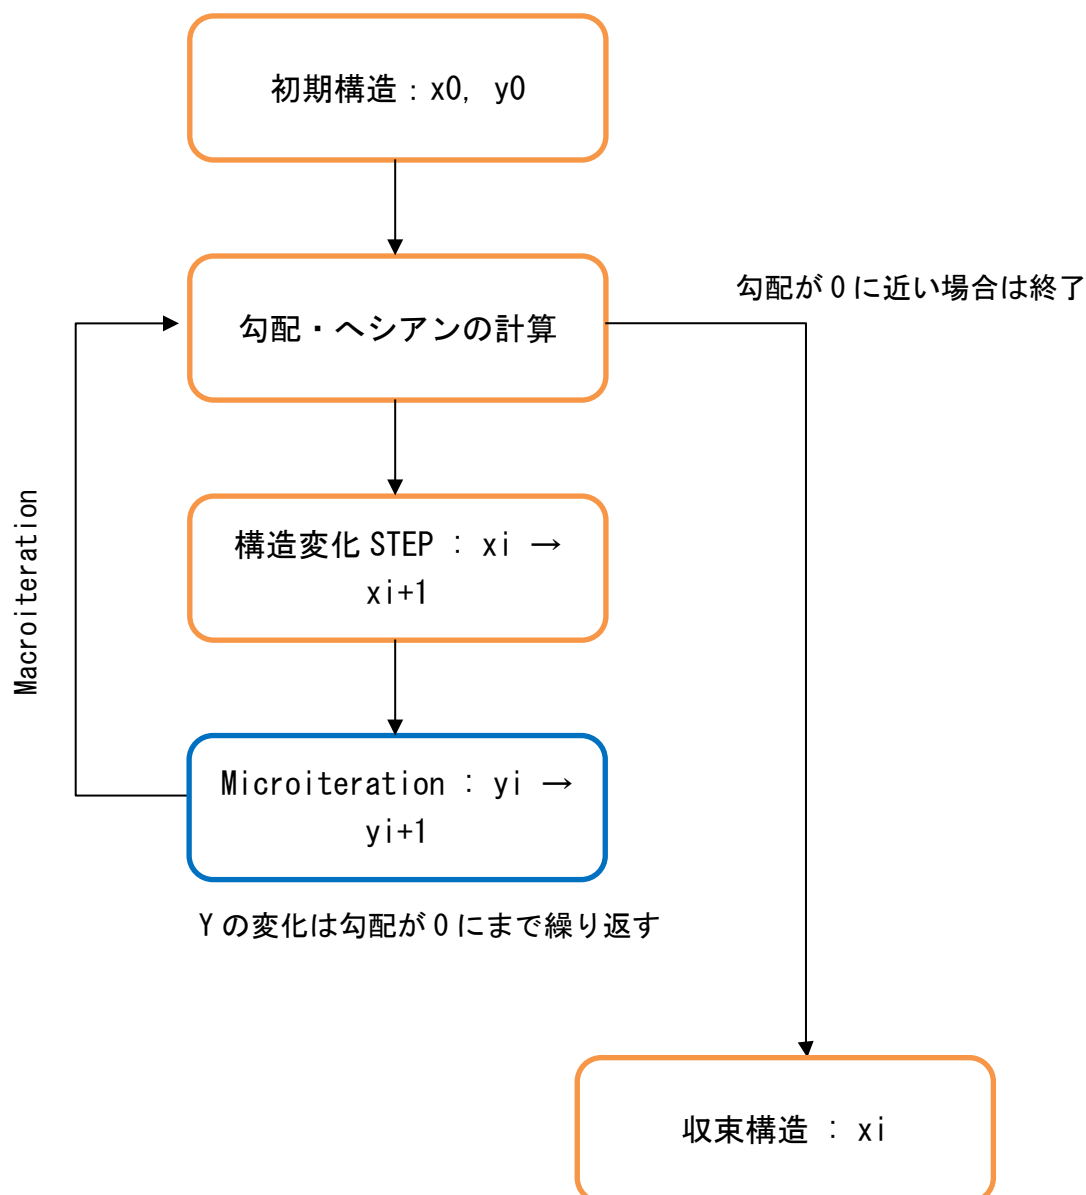 初期構造：x0, y0
勾配が 0 に近い場合は終了
勾配・ヘシアンの計算
Macroiteration
構造変化 STEP : xi →
xi+1
Microiteration : yi →
yi+1
Y の変化は勾配が 0 にまで繰り返す
収束構造 : xi